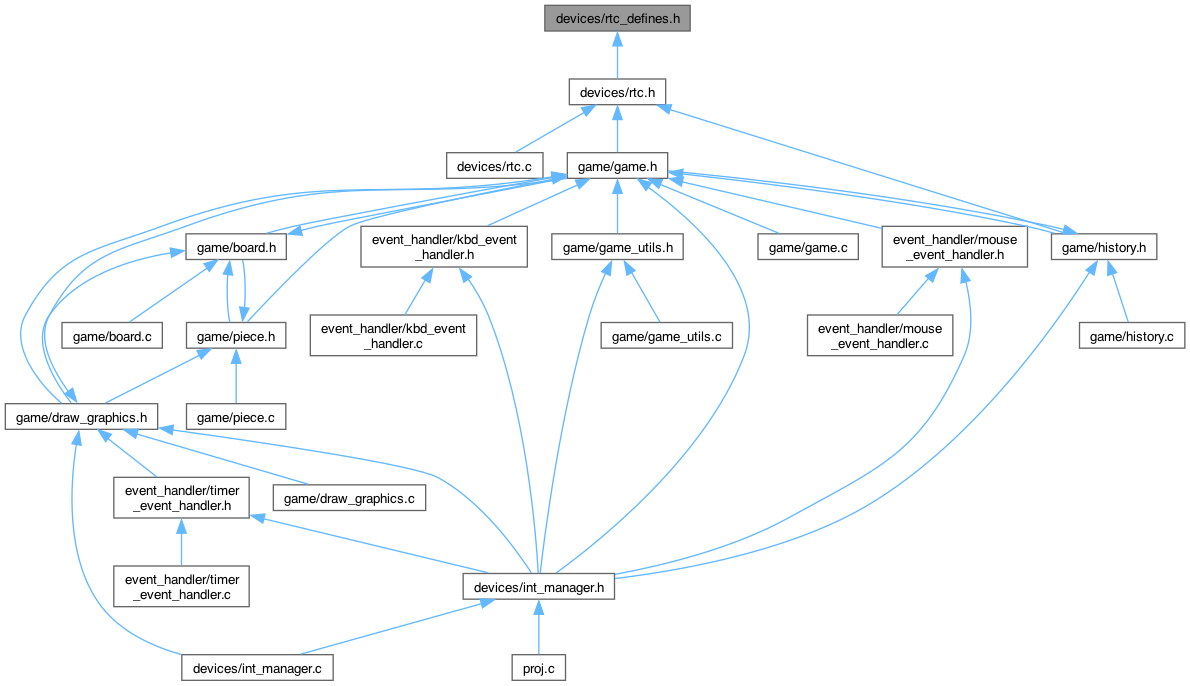 devices/rtc_defines.h
devices/rtc.h
devices/rtc.c
game/game.h
game/board.h
event_handler/kbd_event
_handler.h
game/game_utils.h
game/game.c
event_handler/mouse
_event_handler.h
game/history.h
game/board.c
game/piece.h
event_handler/kbd_event
_handler.c
game/game_utils.c
event_handler/mouse
_event_handler.c
game/history.c
game/draw_graphics.h
game/piece.c
event_handler/timer
_event_handler.h
game/draw_graphics.c
event_handler/timer
_event_handler.c
devices/int_manager.h
devices/int_manager.c
proj.c